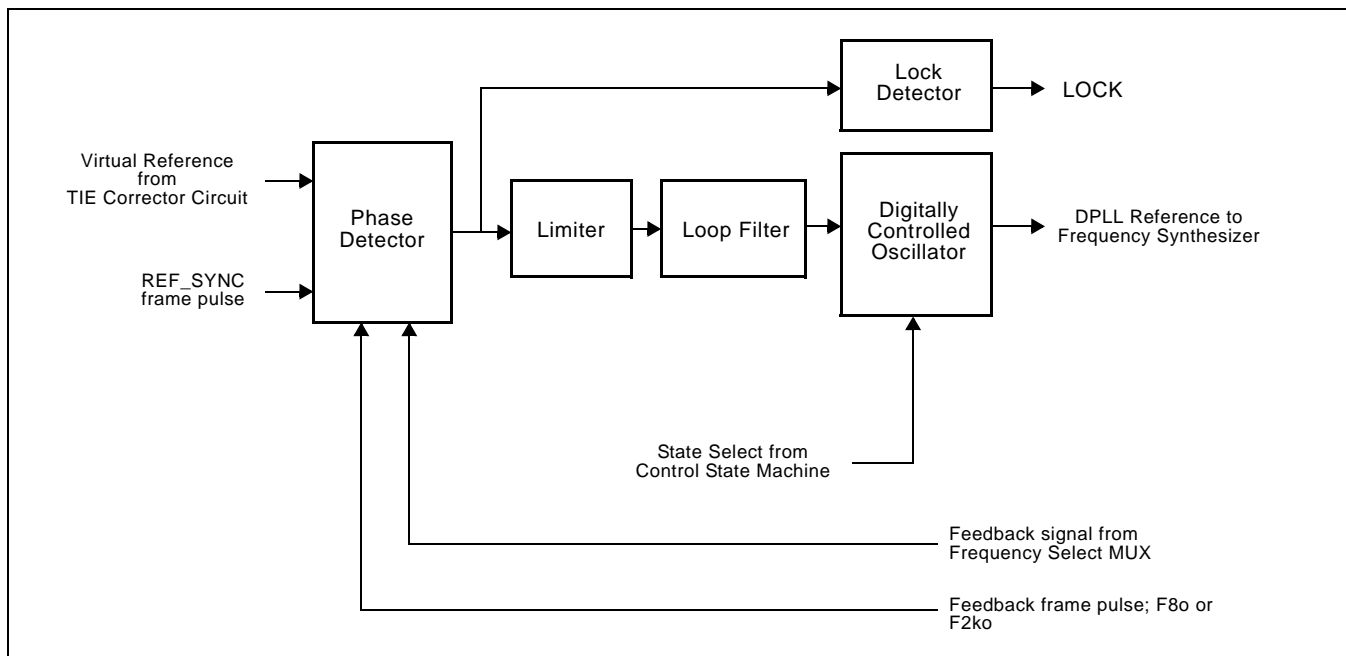 Lock
Detector
LOCK
Virtual Reference
from
TIE Corrector Circuit
Phase
Detector
Limiter
Loop Filter
Digitally
Controlled
Oscillator
DPLL Reference to
Frequency Synthesizer
REF_SYNC
frame pulse
State Select from
Control State Machine
Feedback signal from
Frequency Select MUX
Feedback frame pulse; F8o or
F2ko